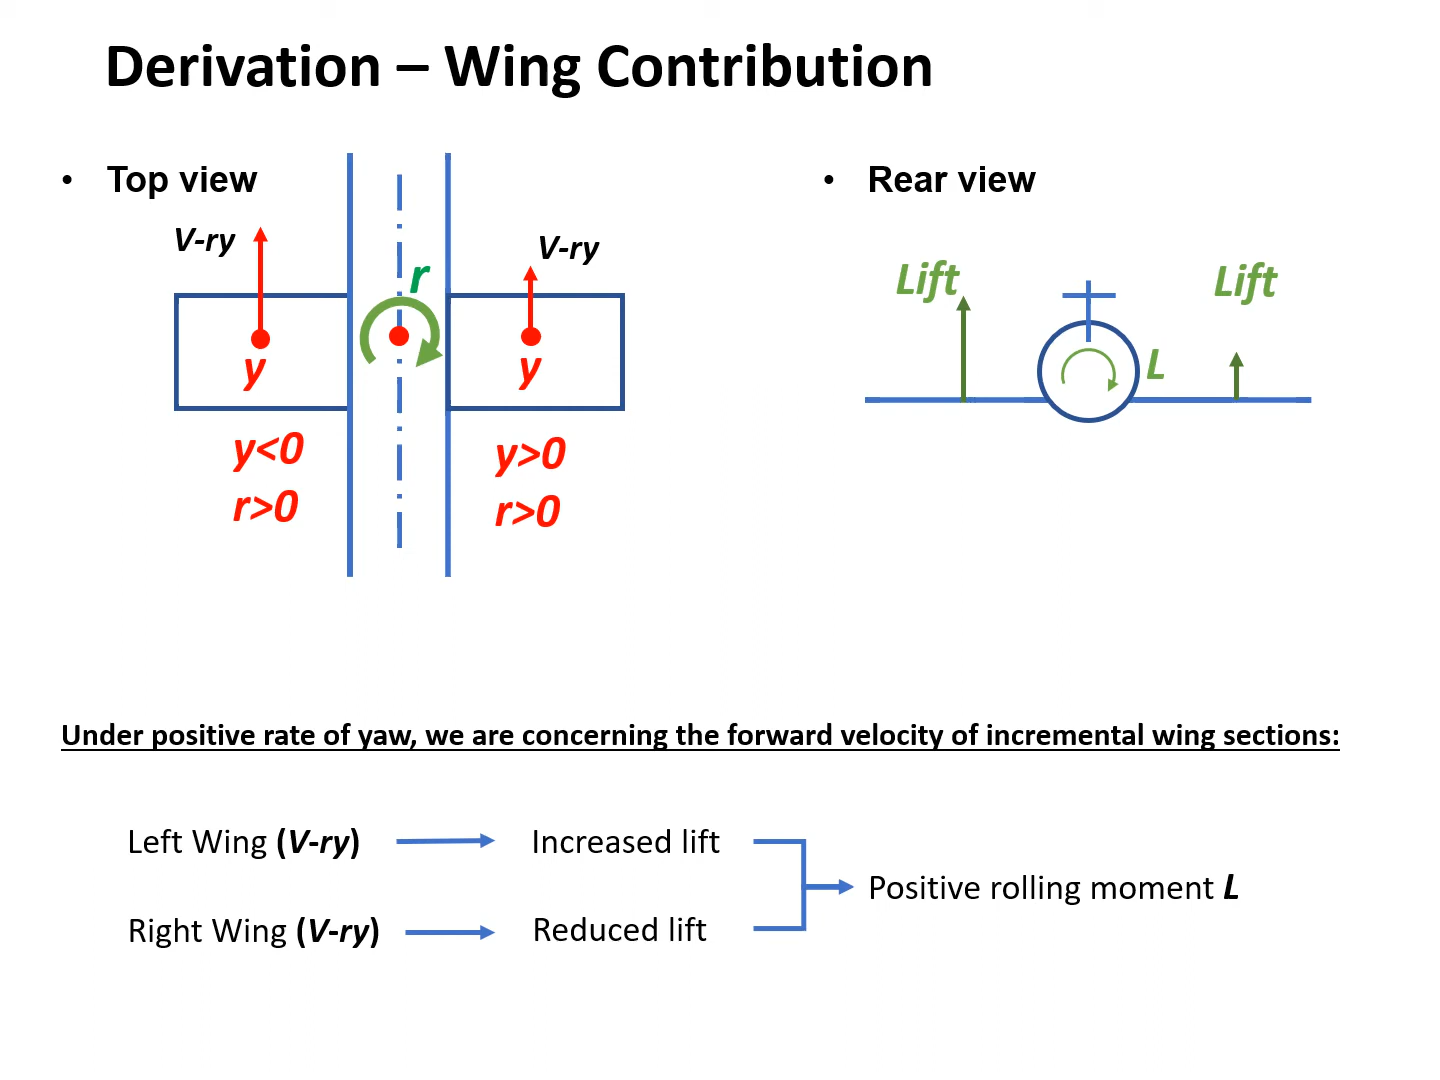 Derivation – Wing Contribution
• Top view
• Rear view
V-ry
V-ry
r
y
y
y<0
r>0
y>0
r>0
Lift
Lift
L
Under positive rate of yaw, we are concerning the forward velocity of incremental wing sections:
Left Wing (V-ry)
Increased lift
Positive rolling moment L
Right Wing (V-ry)
Reduced lift